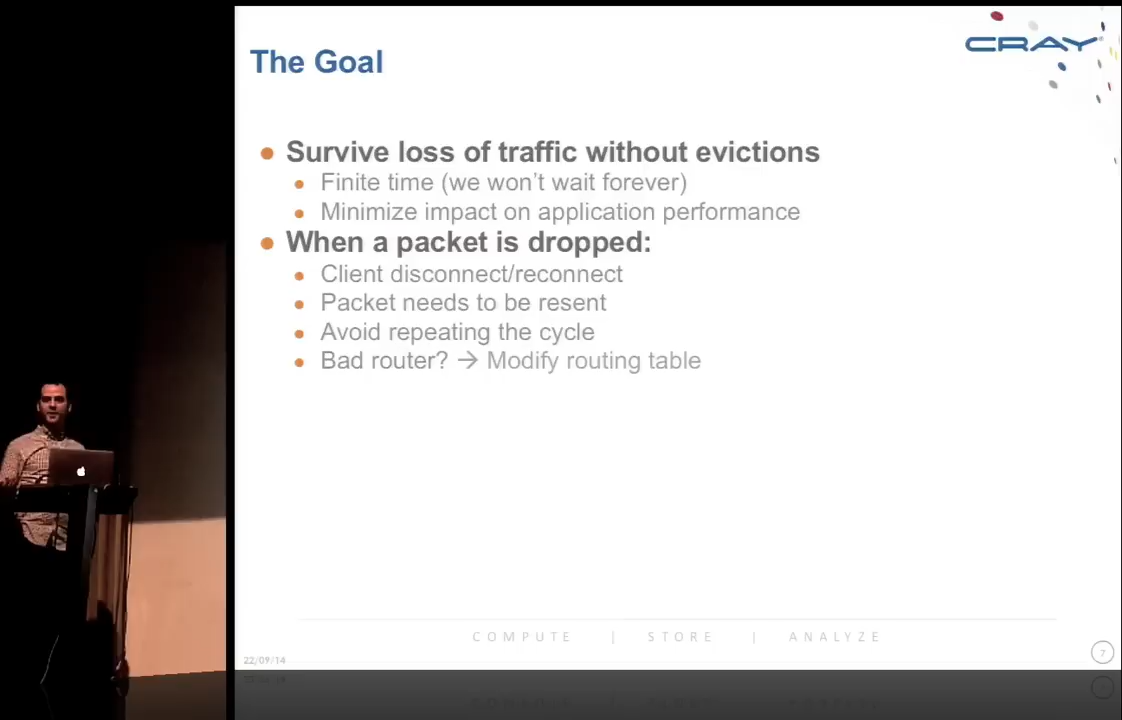 The Goal
CRAY
Survive loss of traffic without evictions
Finite time (we won't wait forever)
Minimize impact on application performance
When a packet is dropped:
Client disconnect/reconnect
Packet needs to be resent
Avoid repeating the cycle
Bad router? → Modify routing table
COMPUTE | STORE | ANALYZE
22/09/14
7